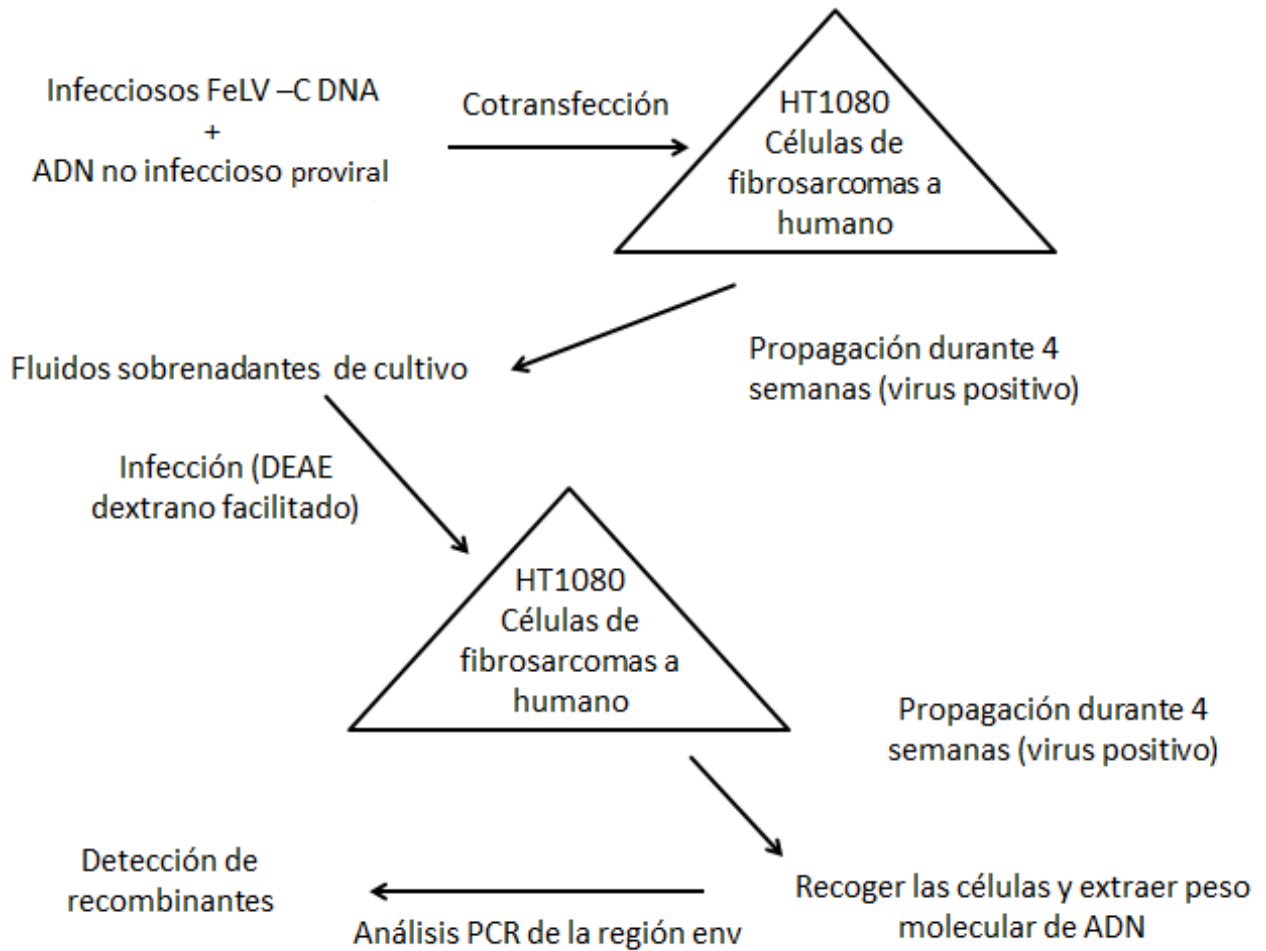 Infecciosos FeLV –C DNA
+
ADN no infeccioso proviral
Cotransfección
HT1080
Células de
fibrosarcomas a
humano
Propagación durante 4
semanas (virus positivo)
Fluidos sobrenadantes de cultivo
Infección (DEAE
dextrano facilitado)
HT1080
Células de
fibrosarcomas a
humano
Propagación durante 4
semanas (virus positivo)
Recoger las células y extraer peso
molecular de ADN
Análisis PCR de la región env
Detección de
recombinantes